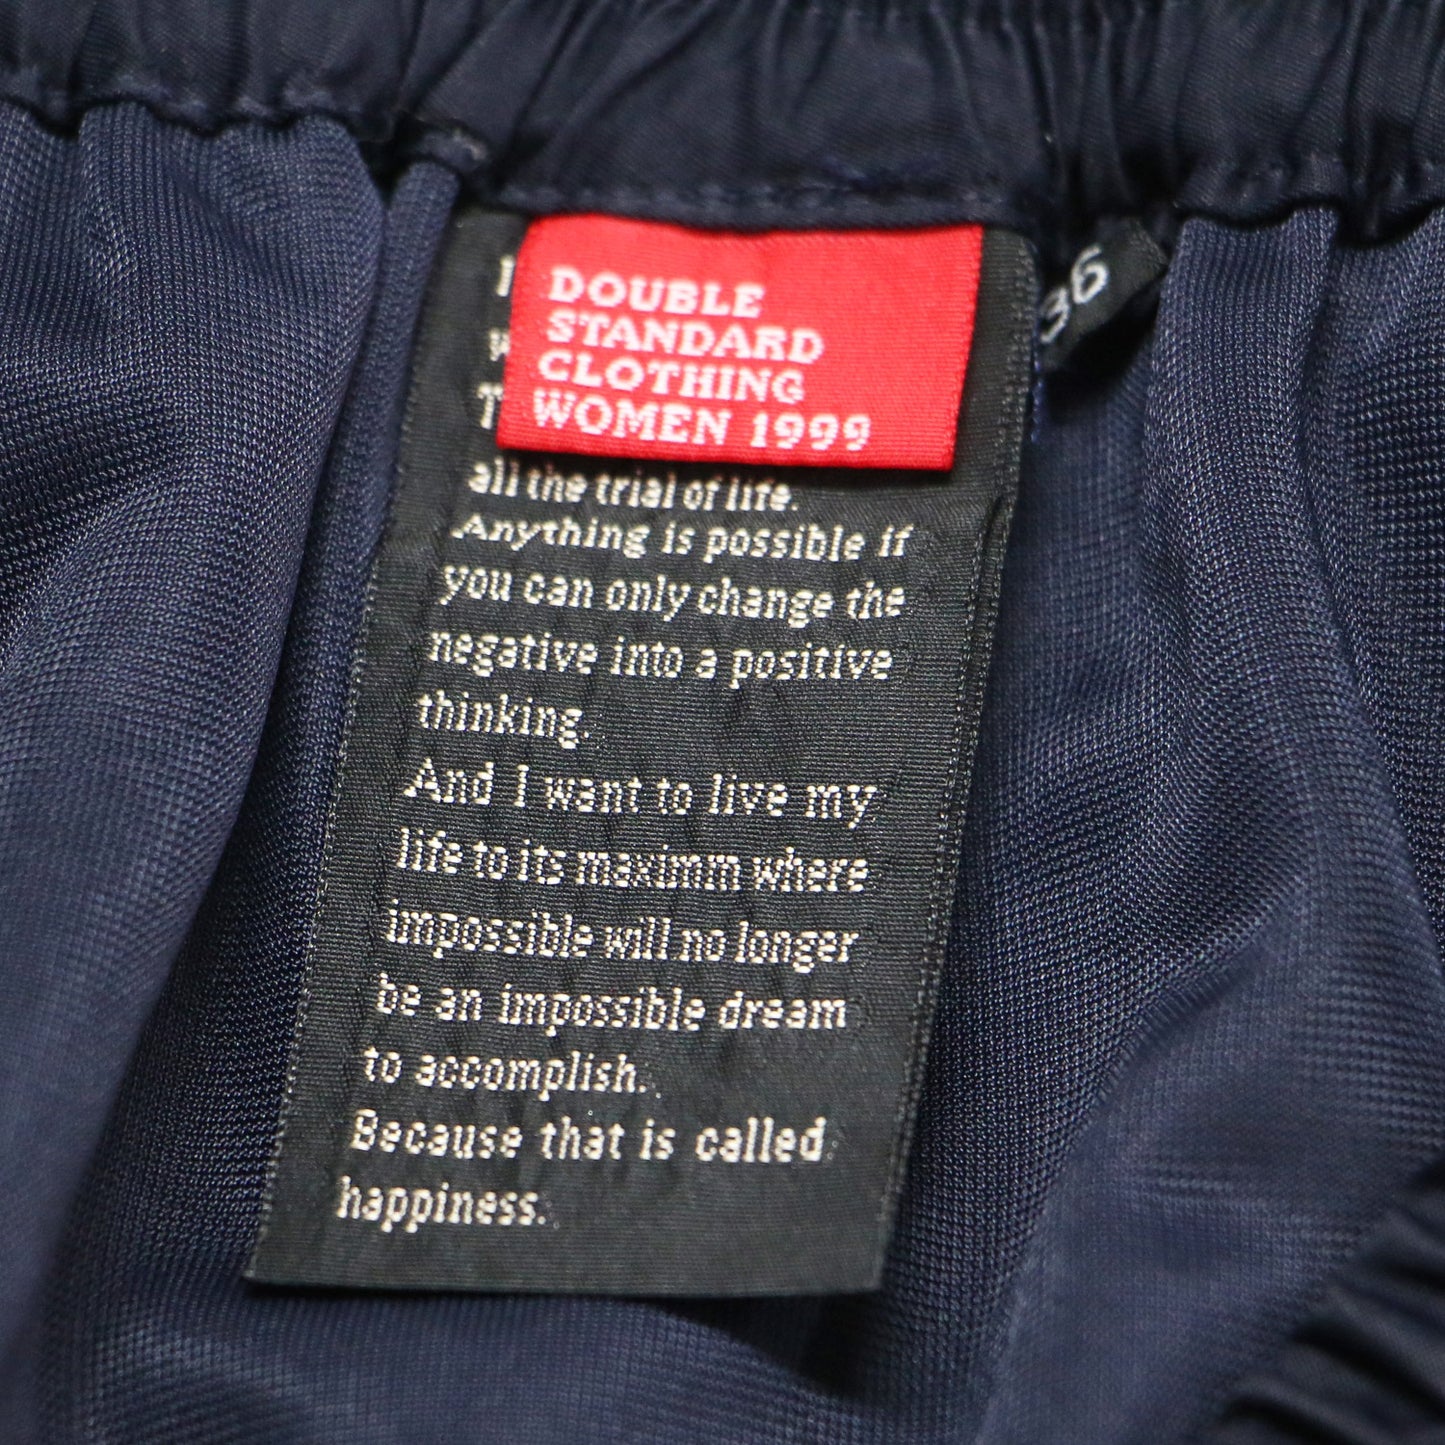 DOUBLE
STANDARD
CLOTHING
WOMEN 1999
36
all the trial of life.
Anything is possible if
you can only change the
negative into a positive
thinking.
And I want to live my
life to its maximm where
impossible will no longer
be an impossible dream
to accomplish.
Because that is called
happiness.